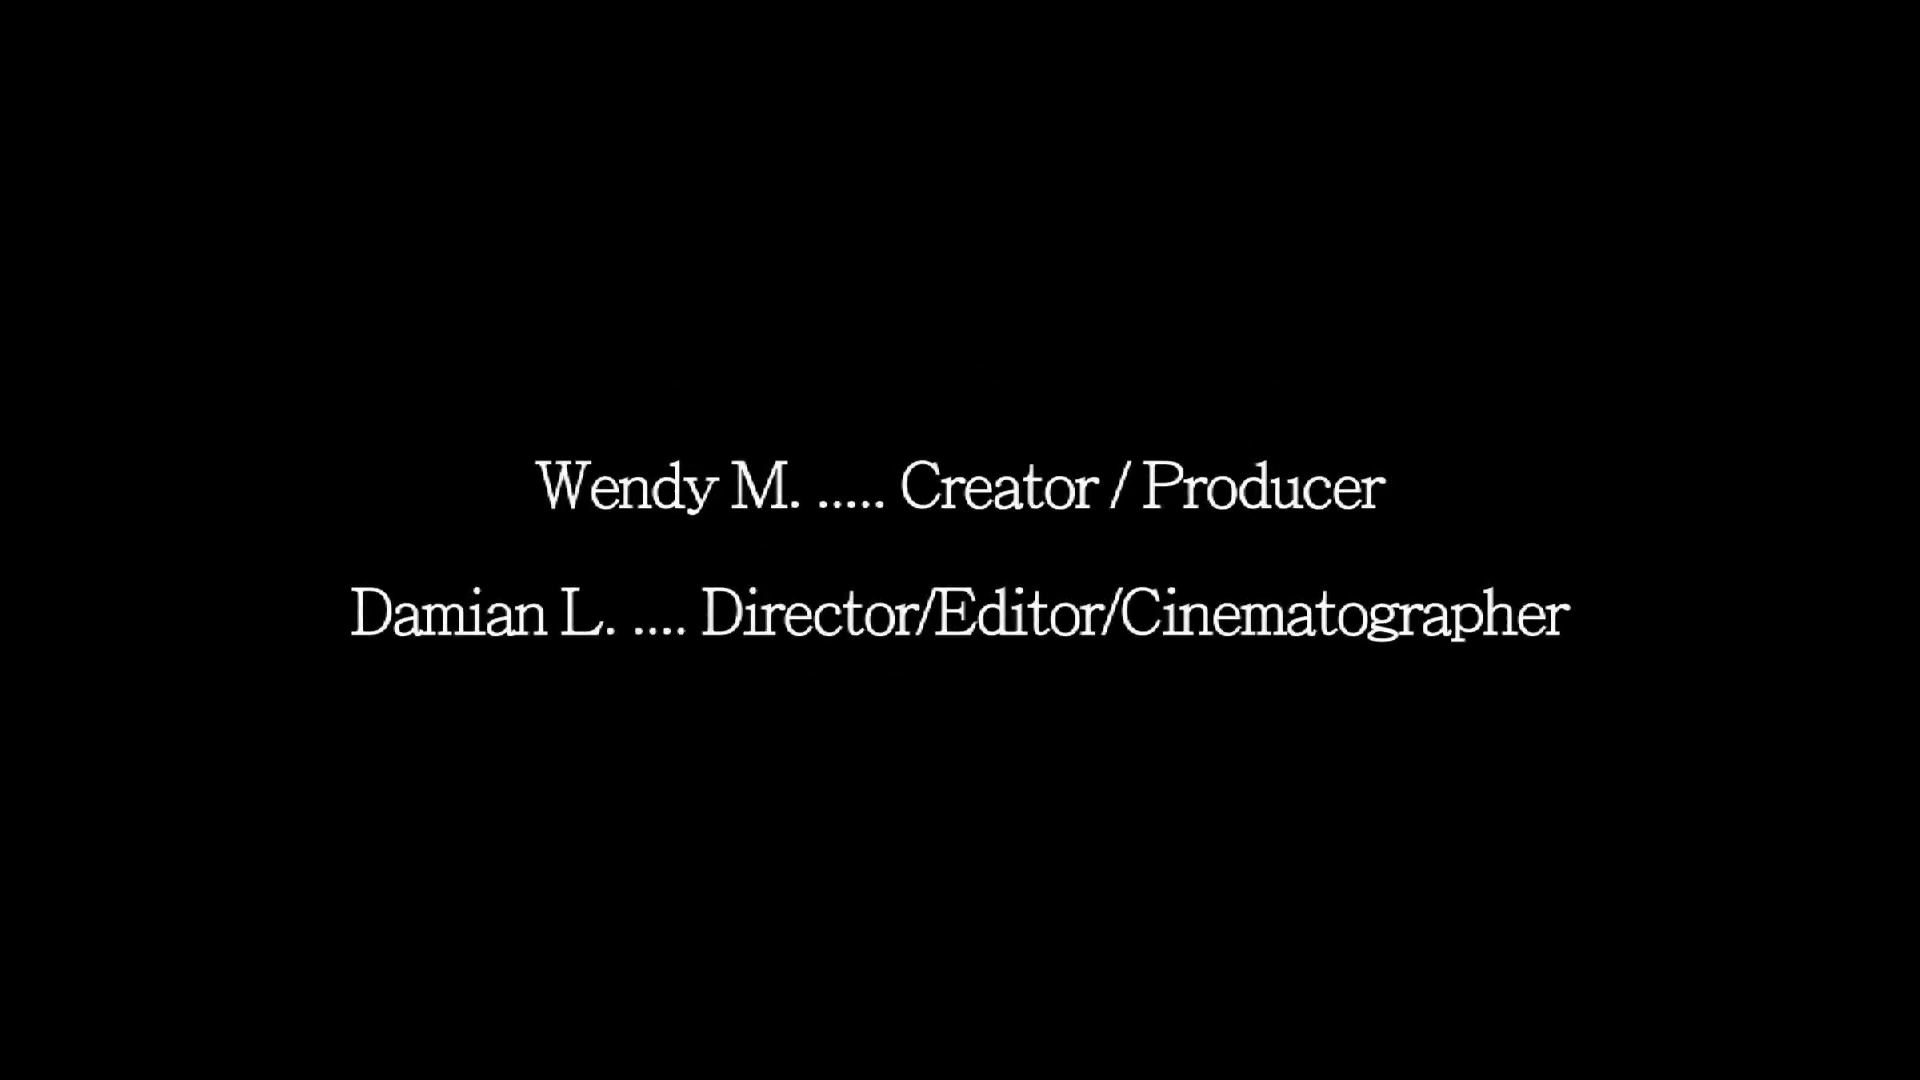 Wendy M. ..... Creator / Producer
Damian L. .... Director/Editor/Cinematographer